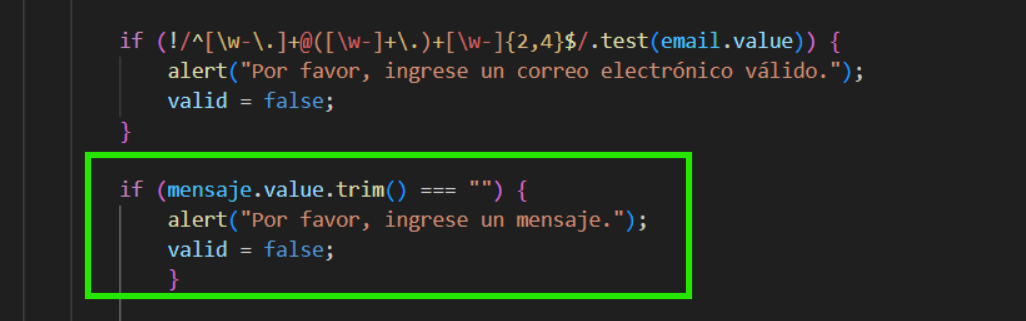 if (!/^[\w-\.]+@([\w-]+\.)+[\w-]{2,4}$/.test(email.value)) {
alert("Por favor, ingrese un correo electrónico válido.");
valid = false;
}
if (mensaje.value.trim() === "") {
alert("Por favor, ingrese un mensaje.");
valid = false;
}